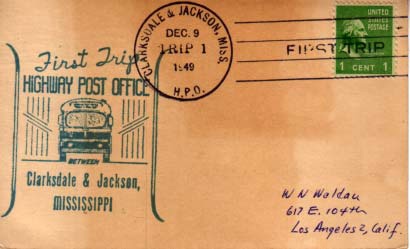 First Trip
HIGHWAY POST OFFICE
BETWEEN
Clarksdale & Jackson,
MISSISSIPPI
CLARKSDALE & JACKSON, MISS.
DEC. 9
TRIP 1
1949
H.P.O.
FIRST TRIP
UNITED
STATES
POSTAGE
1 CENT 1
W N Waldau
617 E. 104th
Los Angeles 2, Calif.